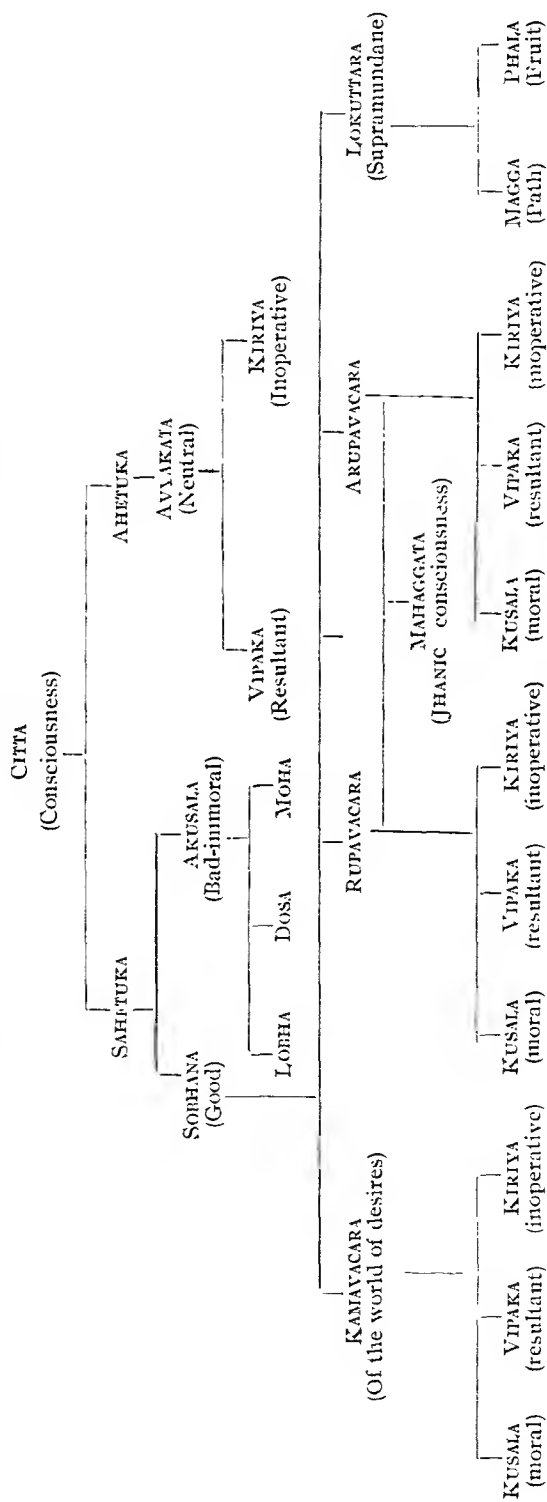 CITTA
(Consciousness)
SAHETUKA
AHETUKA
SOBHANA
(Good)
AKUSALA
(Bad-immoral)
AVYAKATA
(Neutral)
LOBHA
DOSA
MOHA
VIPAKA
(Resultant)
KIRIYA
(Inoperative)
KAMAVACARA
(Of the world of desires)
RUPAVACARA
ARUPAVACARA
LOKUTTARA
(Supramundane)
MAHAGGATA
(JHANIC consciousness)
KUSALA
(moral)
VIPAKA
(resultant)
KIRIYA
(inoperative)
KUSALA
(moral)
VIPAKA
(resultant)
KIRIYA
(inoperative)
KUSALA
(moral)
VIPAKA
(resultant)
KIRIYA
(inoperative)
MAGGA
(Path)
PHALA
(Fruit)